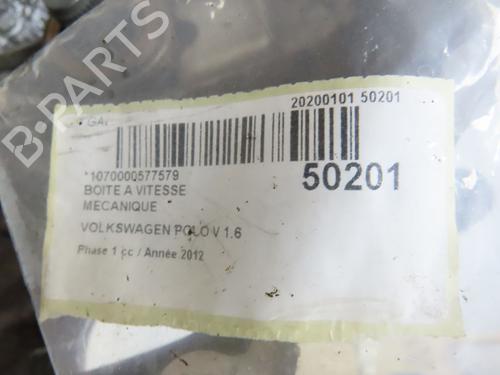 B-PARTS
20200101 50201
*1070000577579
50201
BOITE A VITESSE
MECANIQUE
VOLKSWAGEN POLO V 1.6
Phase 1 cc / Année 2012